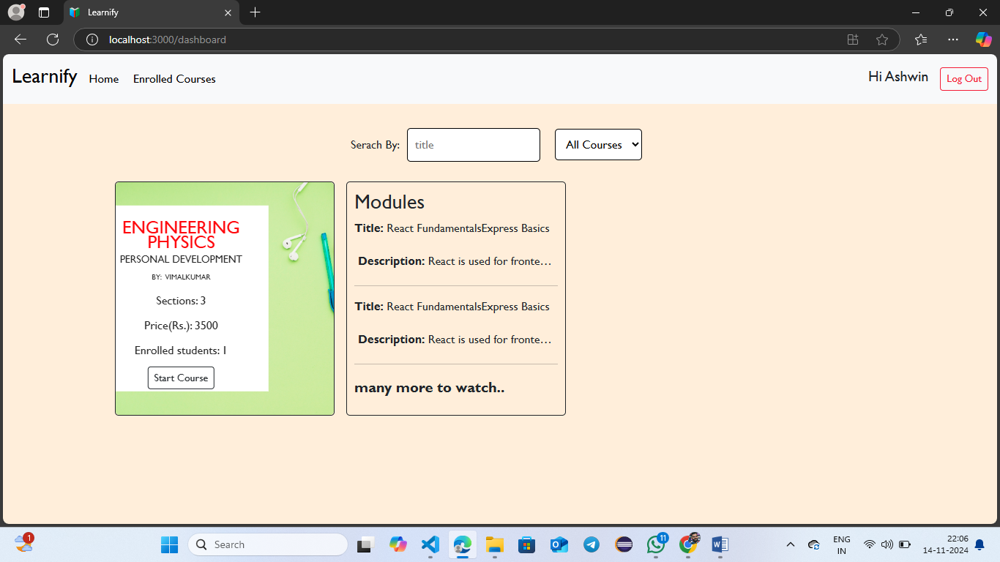 Learnify
localhost:3000/dashboard
Learnify Home Enrolled Courses Hi Ashwin Log Out
Serach By: title All Courses
ENGINEERING
PHYSICS
PERSONAL DEVELOPMENT
BY: VIMALKUMAR
Sections: 3
Price(Rs.): 3500
Enrolled students: 1
Start Course
Modules
Title: React FundamentalsExpress Basics
Description: React is used for fronte…
Title: React FundamentalsExpress Basics
Description: React is used for fronte…
many more to watch..
1
Search
11
ENG
IN
22:06
14-11-2024